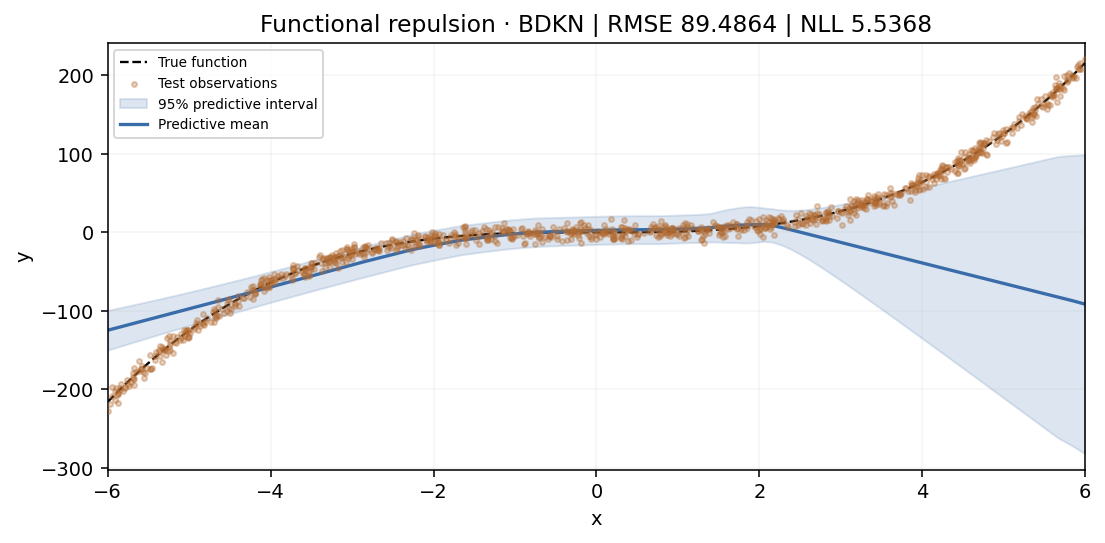 Functional repulsion · BDKN | RMSE 89.4864 | NLL 5.5368
True function
Test observations
95% predictive interval
Predictive mean
y
200
100
0
−100
−200
−300
−6
−4
−2
0
2
4
6
x